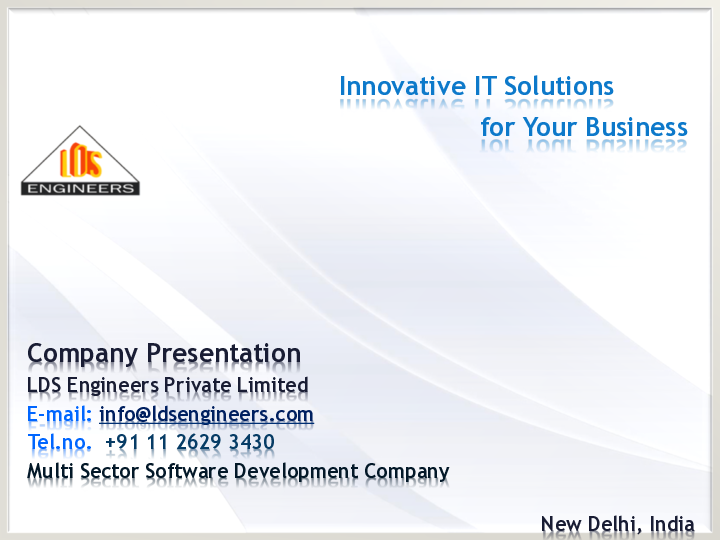 Innovative IT Solutions
for Your Business
LDS
ENGINEERS
Company Presentation
LDS Engineers Private Limited
E-mail: info@ldsengineers.com
Tel.no. +91 11 2629 3430
Multi Sector Software Development Company
New Delhi, India